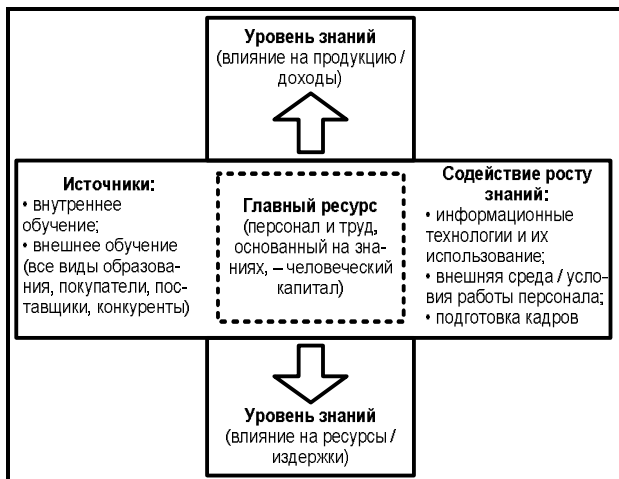 Уровень знаний
(влияние на продукцию /
доходы)
Источники:
• внутреннее
обучение;
• внешнее обучение
(все виды образова-
ния, покупатели, пос-
тавщики, конкуренты)
Главный ресурс
(персонал и труд,
основанный на зна-
ниях, – человеческий
капитал)
Содействие росту
знаний:
• информационные
технологии и их
использование;
• внешняя среда / усло-
вия работы персонала;
• подготовка кадров
Уровень знаний
(влияние на ресурсы /
издержки)